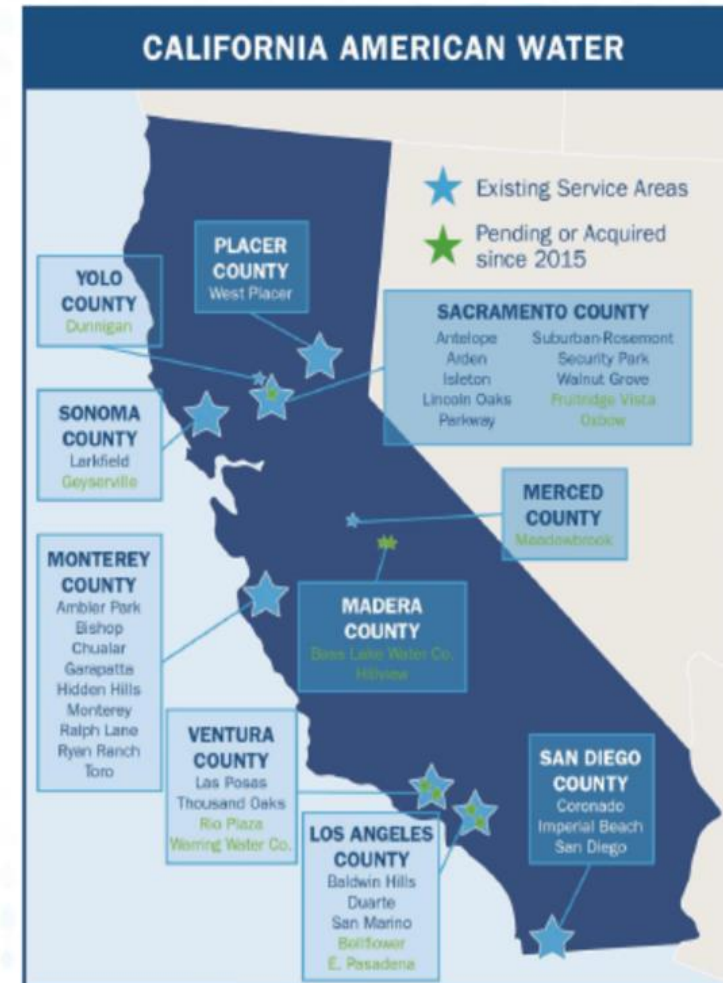 CALIFORNIA AMERICAN WATER
Existing Service Areas
Pending or Acquired
since 2015
PLACER
COUNTY
West Placer
YOLO
COUNTY
Dunnigan
SACRAMENTO COUNTY
Antelope
Arden
Isleton
Lincoln Oaks
Parkway
Suburban-Rosemont
Security Park
Walnut Grove
Fruitridge Vista
Oxbow
SONOMA
COUNTY
Larkfield
Geyserville
MERCED
COUNTY
Meadowbrook
MONTEREY
COUNTY
Ambler Park
Bishop
Chualar
Garapatta
Hidden Hills
Monterey
Ralph Lane
Ryan Ranch
Toro
MADERA
COUNTY
Bass Lake Water Co.
Hillview
VENTURA
COUNTY
Las Posas
Thousand Oaks
Rio Plaza
Warring Water Co.
LOS ANGELES
COUNTY
Baldwin Hills
Duarte
San Marino
Bellflower
E. Pasadena
SAN DIEGO
COUNTY
Coronado
Imperial Beach
San Diego